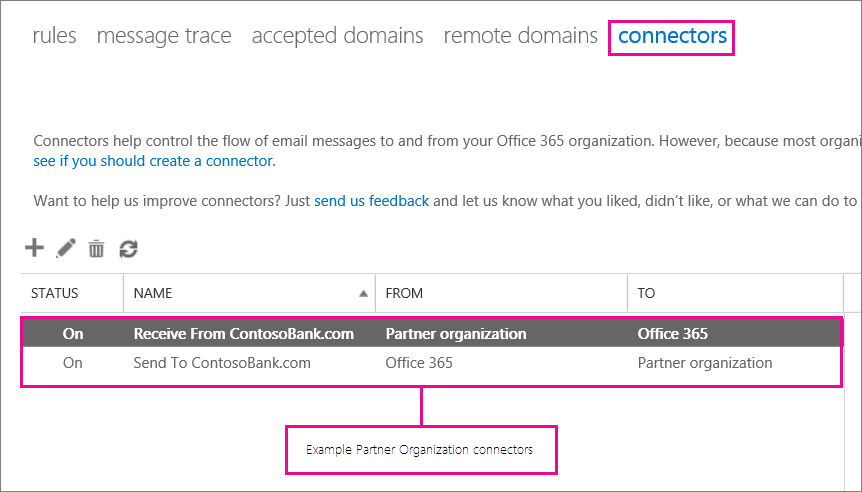 rules message trace accepted domains remote domains connectors
Connectors help control the flow of email messages to and from your Office 365 organization. However, because most organi
see if you should create a connector.
Want to help us improve connectors? Just send us feedback and let us know what you liked, didn't like, or what we can do to
STATUS NAME FROM TO
On Receive From ContosoBank.com Partner organization Office 365
On Send To ContosoBank.com Office 365 Partner organization
Example Partner Organization connectors